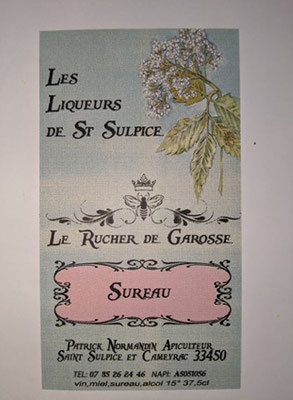 Les
Liqueurs
de St Sulpice
Le Rucher de Garosse
Sureau
Patrick Normandin Apiculteur
Saint Sulpice et Cameyrac 33450
TEL: 07 85 26 24 46 NAPI: A5051056
vin,miel,sureau,alcol 15° 37,5cl